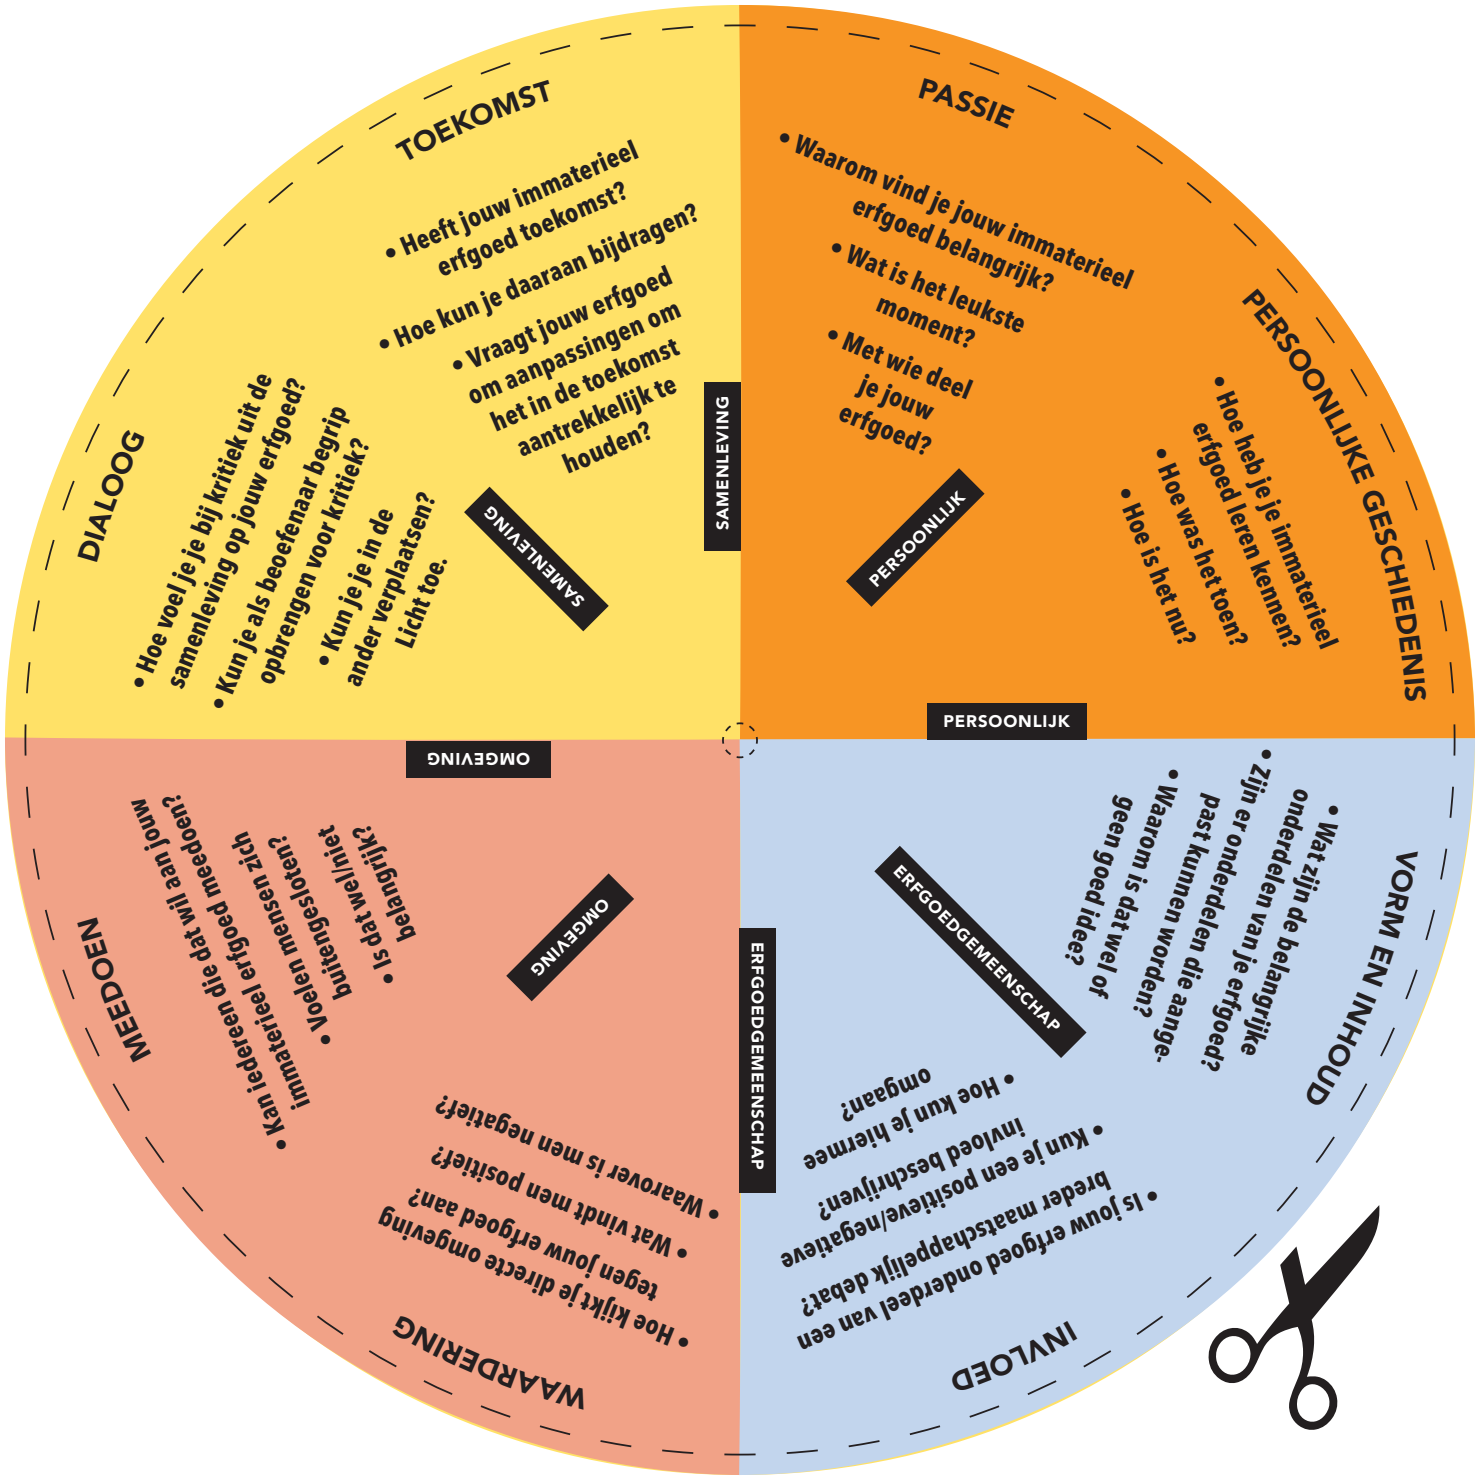 PASSIE
• Waarom vind je jouw immaterieel
erfgoed belangrijk?
• Wat is het leukste
moment?
• Met wie deel
je jouw
erfgoed?
PERSOONLIJK
PERSOONLIJKE GESCHIEDENIS
• Hoe heb je je immaterieel
erfgoed leren kennen?
• Hoe was het toen?
• Hoe is het nu?
PERSOONLIJK
VORM EN INHOUD
• Wat zijn de belangrijke
onderdelen van je erfgoed?
• Zijn er onderdelen die aange-
past kunnen worden?
• Waarom is dat wel of
geen goed idee?
ERFGOEDGEMEENSCHAP
INVLOED
• Is jouw erfgoed onderdeel van een
breder maatschappelijk debat?
• Kun je een positieve/negatieve
invloed beschrijven?
• Hoe kun je hiermee
omgaan?
ERFGOEDGEMEENSCHAP
WAARDERING
• Hoe kijkt je directe omgeving
tegen jouw erfgoed aan?
• Wat vindt men positief?
• Waarover is men negatief?
OMGEVING
MEEDOEN
• Kan iedereen die dat wil aan jouw
immaterieel erfgoed meedoen?
• Voelen mensen zich
buitengesloten?
• Is dat wel/niet
belangrijk?
OMGEVING
DIALOOG
• Hoe voel je je bij kritiek uit de
samenleving op jouw erfgoed?
• Kun je als beoefenaar begrip
opbrengen voor kritiek?
• Kun je je in de
ander verplaatsen?
Licht toe.
SAMENLEVING
TOEKOMST
• Heeft jouw immaterieel
erfgoed toekomst?
• Hoe kun je daaraan bijdragen?
• Vraagt jouw erfgoed
om aanpassingen om
het in de toekomst
aantrekkelijk te
houden?
SAMENLEVING